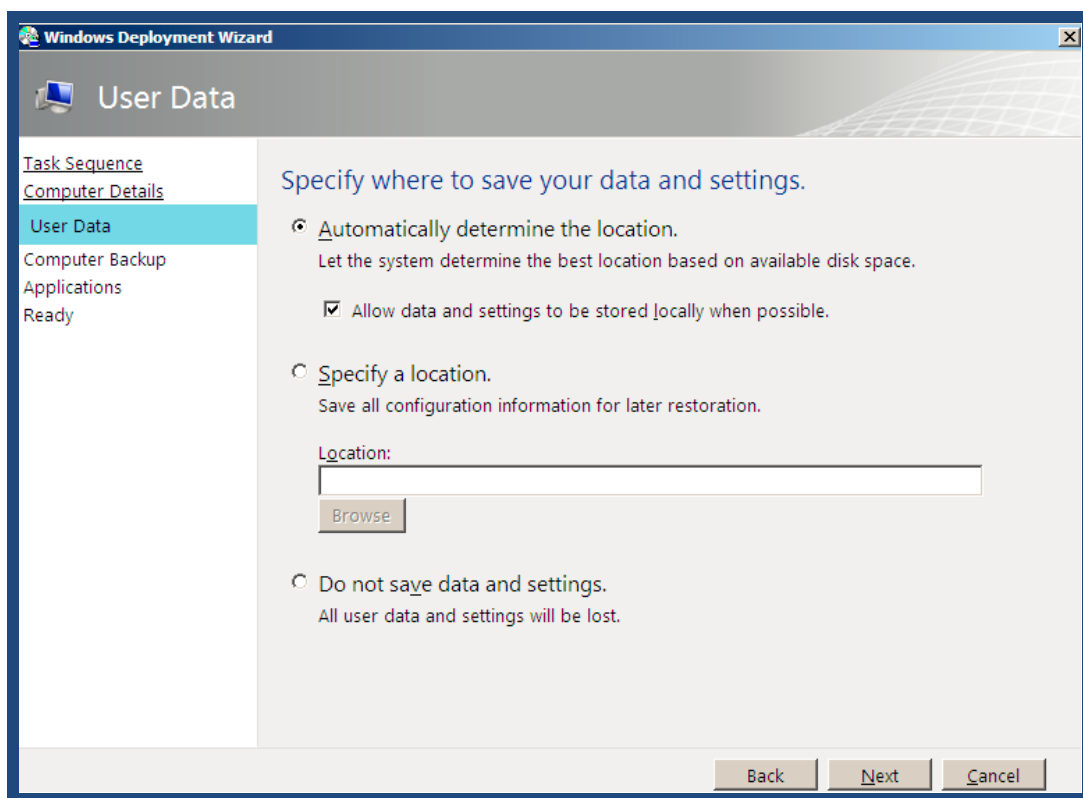 Windows Deployment Wizard
User Data
Task Sequence
Computer Details
User Data
Computer Backup
Applications
Ready
Specify where to save your data and settings.
Automatically determine the location.
Let the system determine the best location based on available disk space.
Allow data and settings to be stored locally when possible.
Specify a location.
Save all configuration information for later restoration.
Location:
Browse
Do not save data and settings.
All user data and settings will be lost.
Back Next Cancel